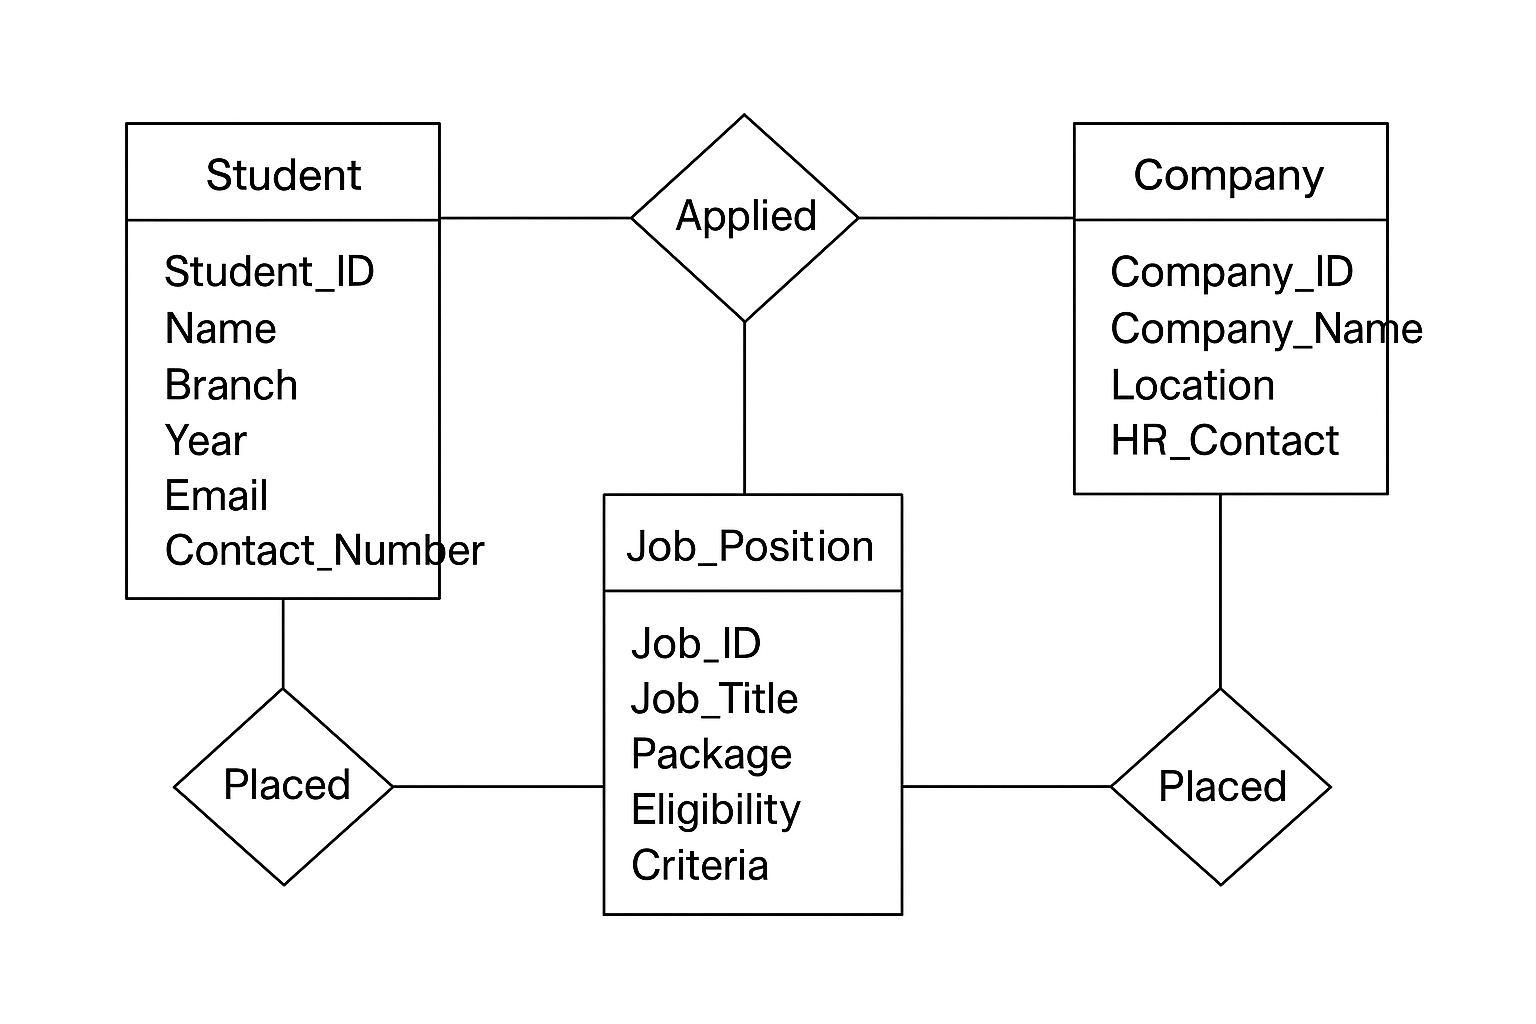 Student
Student_ID
Name
Branch
Year
Email
Contact_Number
Applied
Company
Company_ID
Company_Name
Location
HR_Contact
Job_Position
Job_ID
Job_Title
Package
Eligibility
Criteria
Placed
Placed